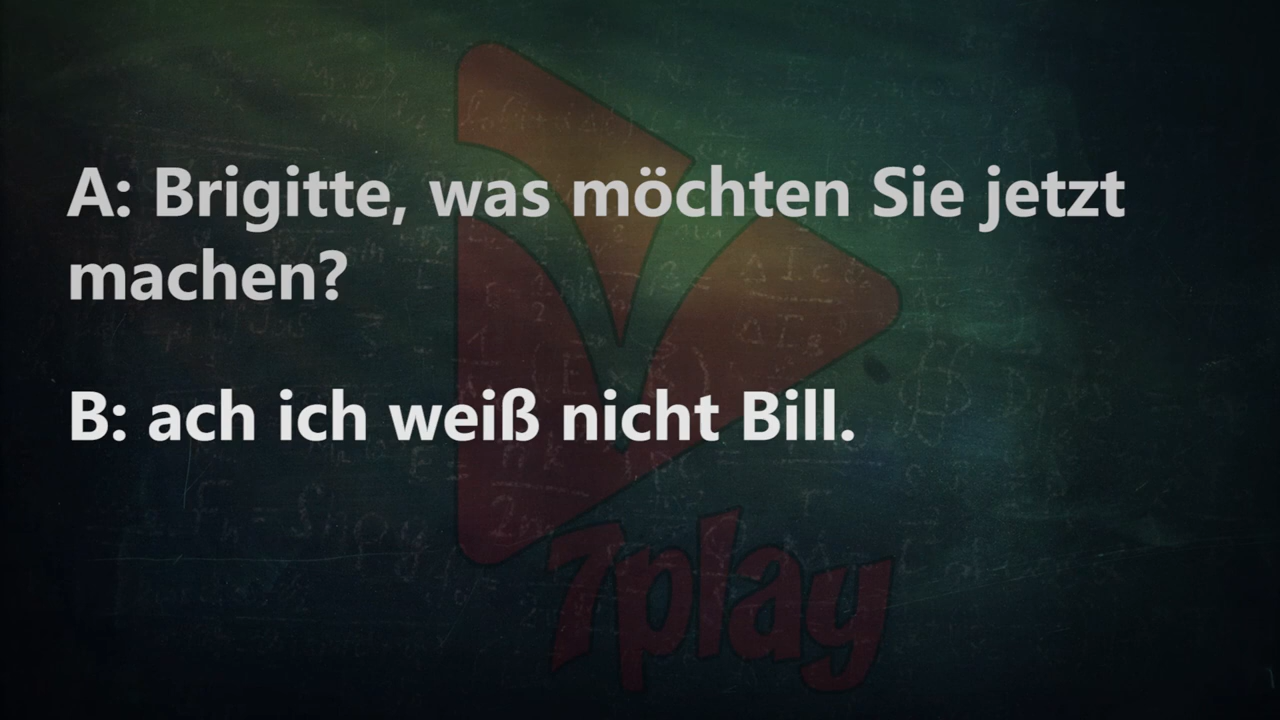 A: Brigitte, was möchten Sie jetzt
machen?
B: ach ich weiß nicht Bill.
7play